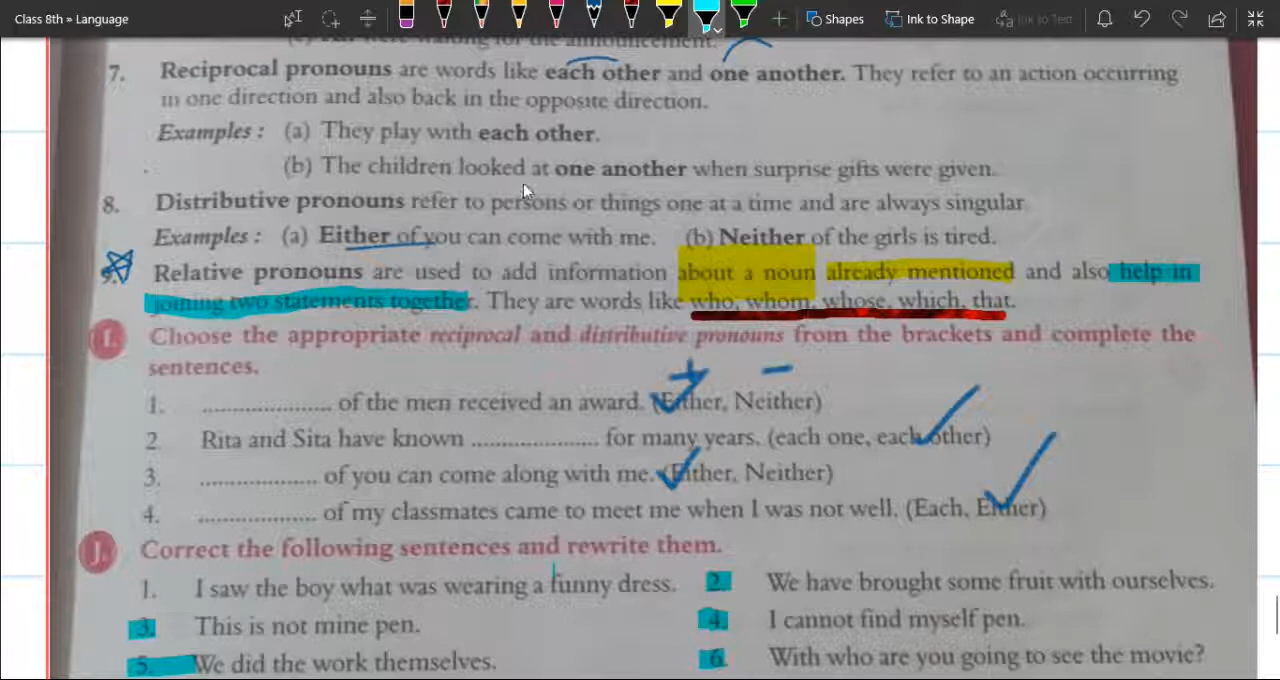 Class 8th » Language
Shapes
Ink to Shape
Ink to Text
waiting for the announcement.
7. Reciprocal pronouns are words like each other and one another. They refer to an action occurring
in one direction and also back in the opposite direction.
Examples : (a) They play with each other.
(b) The children looked at one another when surprise gifts were given.
8. Distributive pronouns refer to persons or things one at a time and are always singular
Examples : (a) Either of you can come with me. (b) Neither of the girls is tired.
9. Relative pronouns are used to add information about a noun already mentioned and also help in
joining two statements together. They are words like who, whom, whose, which, that.
I. Choose the appropriate reciprocal and distributive pronouns from the brackets and complete the
sentences.
1. .................... of the men received an award. (Either, Neither)
2 Rita and Sita have known .................... for many years. (each one, each other)
3. .................... of you can come along with me. (Either, Neither)
4. .................... of my classmates came to meet me when I was not well. (Each, Either)
J. Correct the following sentences and rewrite them.
1. I saw the boy what was wearing a funny dress. 2. We have brought some fruit with ourselves.
3. This is not mine pen. 4. I cannot find myself pen.
5. We did the work themselves. 6. With who are you going to see the movie?